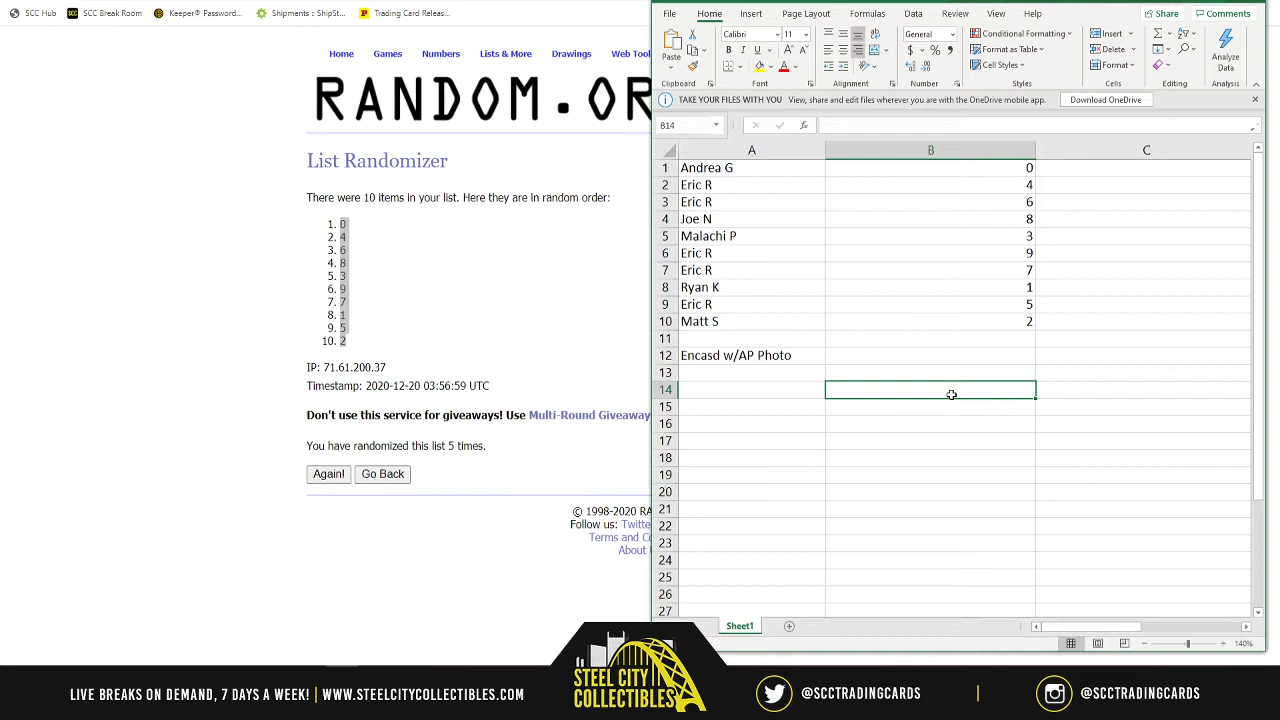 SCC Hub SCC Break Room Keeper® Password... Shipments :: ShipSt... Trading Card Releas...
Home Games Numbers Lists & More Drawings Web Tool
RANDOM.OR
List Randomizer
There were 10 items in your list. Here they are in random order:
1. 0
2. 4
3. 6
4. 8
5. 3
6. 9
7. 7
8. 1
9. 5
10. 2
IP: 71.61.200.37
Timestamp: 2020-12-20 03:56:59 UTC
Don't use this service for giveaways! Use Multi-Round Giveaway
You have randomized this list 5 times.
Again! Go Back
© 1998-2020 RA
Follow us: Twitte
Terms and Co
About
File Home Insert Page Layout Formulas Data Review View Help Share Comments
Paste Calibri 11 General Conditional Formatting Insert Analyze Data
B I U A A $ % Format as Table Delete
Cell Styles Format
Clipboard Font Alignment Number Styles Cells Editing Analysis
TAKE YOUR FILES WITH YOU View, share and edit files wherever you are with the OneDrive mobile app. Download OneDrive
B14 fx
A B C
1 Andrea G 0
2 Eric R 4
3 Eric R 6
4 Joe N 8
5 Malachi P 3
6 Eric R 9
7 Eric R 7
8 Ryan K 1
9 Eric R 5
10 Matt S 2
11
12 Encasd w/AP Photo
13
14
15
16
17
18
19
20
21
22
23
24
25
26
27
Sheet1
140%
LIVE BREAKS ON DEMAND, 7 DAYS A WEEK! | WWW.STEELCITYCOLLECTIBLES.COM
STEEL CITY
COLLECTIBLES
@SCCTRADINGCARDS | @SCCTRADINGCARDS